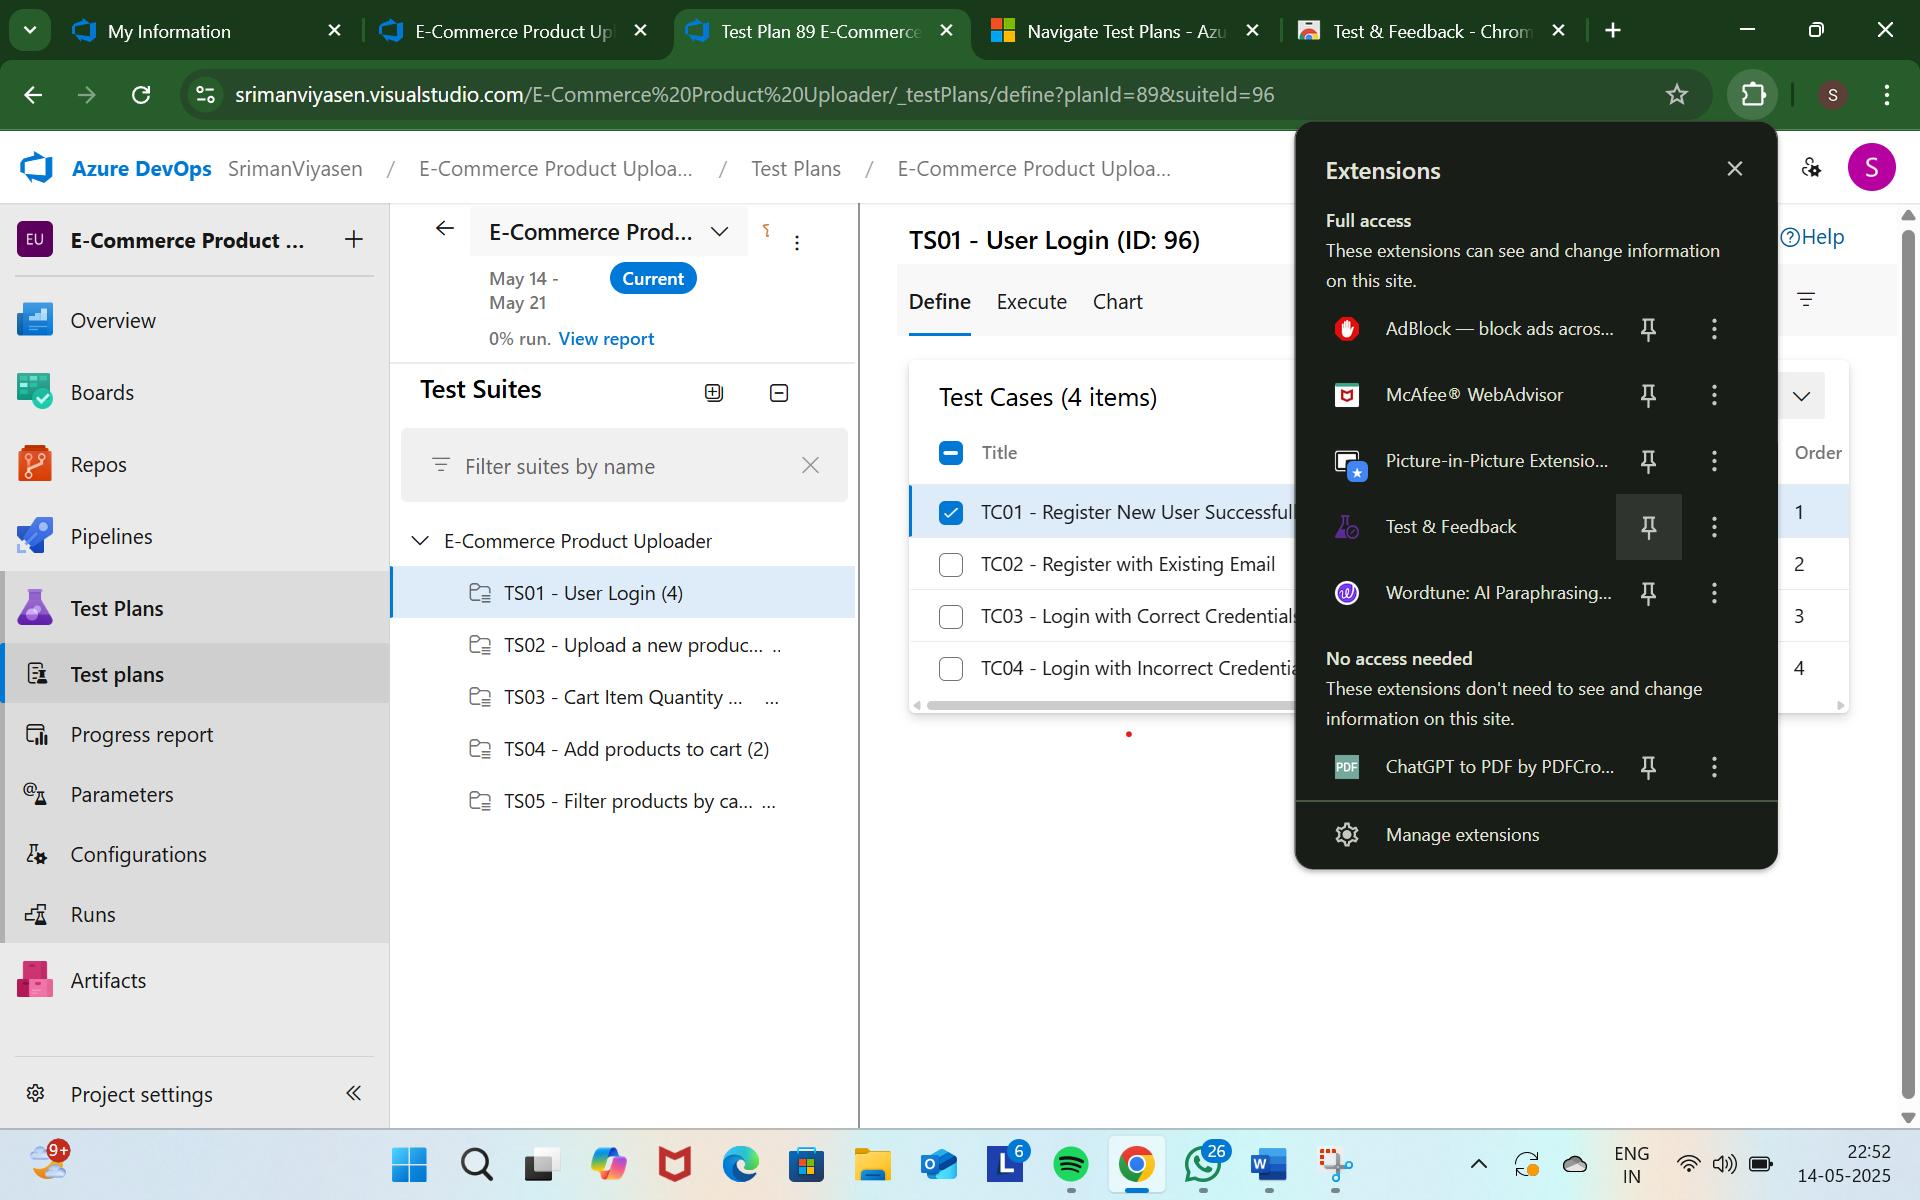 My Information
E-Commerce Product Up
Test Plan 89 E-Commerce
Navigate Test Plans - Azu
Test & Feedback - Chrom
srimanviyasen.visualstudio.com/E-Commerce%20Product%20Uploader/_testPlans/define?planId=89&suiteId=96
S
Azure DevOps
SrimanViyasen / E-Commerce Product Uploa... / Test Plans / E-Commerce Product Uploa...
S
EU
E-Commerce Product ...
Overview
Boards
Repos
Pipelines
Test Plans
Test plans
Progress report
Parameters
Configurations
Runs
Artifacts
Project settings
E-Commerce Prod...
May 14 -
May 21
Current
0% run. View report
Test Suites
Filter suites by name
E-Commerce Product Uploader
TS01 - User Login (4)
TS02 - Upload a new produc... ..
TS03 - Cart Item Quantity ... ...
TS04 - Add products to cart (2)
TS05 - Filter products by ca... ...
TS01 - User Login (ID: 96)
Help
Define Execute Chart
Test Cases (4 items)
Title Order
TC01 - Register New User Successfull 1
TC02 - Register with Existing Email 2
TC03 - Login with Correct Credentials 3
TC04 - Login with Incorrect Credentia 4
Extensions
Full access
These extensions can see and change information
on this site.
AdBlock — block ads acros...
McAfee® WebAdvisor
Picture-in-Picture Extensio...
Test & Feedback
Wordtune: AI Paraphrasing...
No access needed
These extensions don't need to see and change
information on this site.
PDF
ChatGPT to PDF by PDFCro...
Manage extensions
9+
6
26
ENG
IN
22:52
14-05-2025